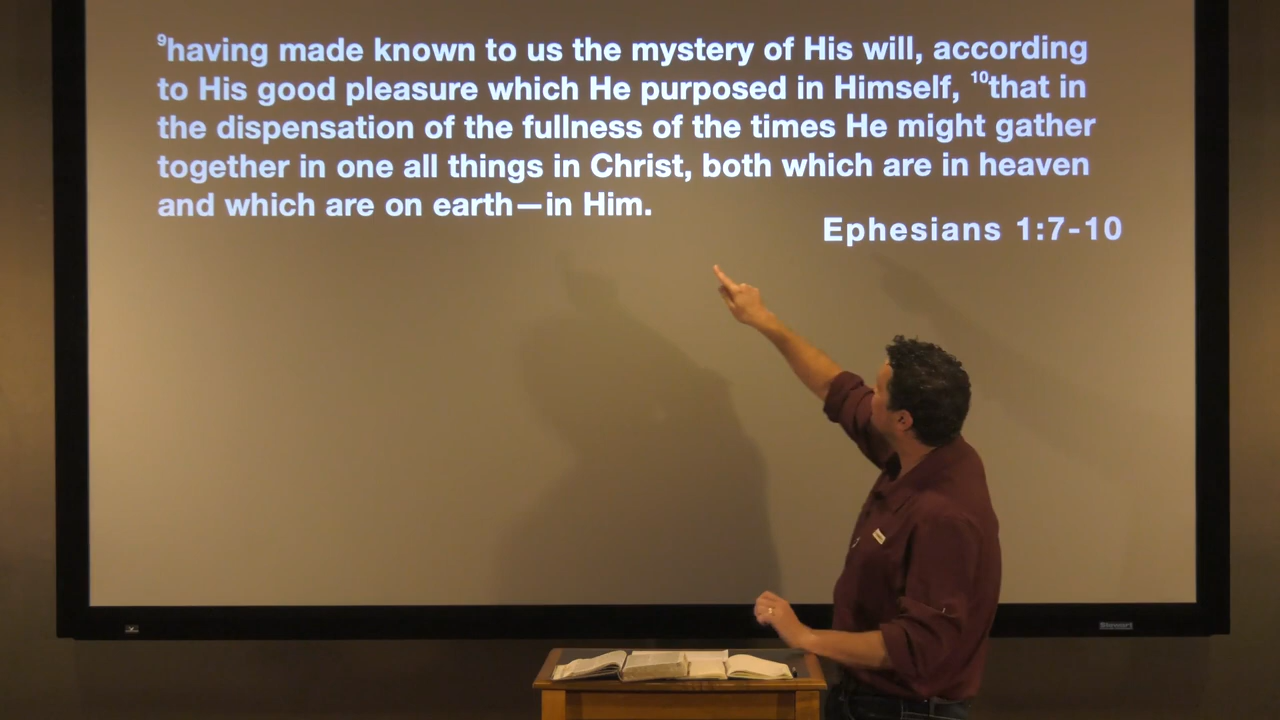 ⁹having made known to us the mystery of His will, according
to His good pleasure which He purposed in Himself, ¹⁰that in
the dispensation of the fullness of the times He might gather
together in one all things in Christ, both which are in heaven
and which are on earth—in Him.
Ephesians 1:7-10
Stewart